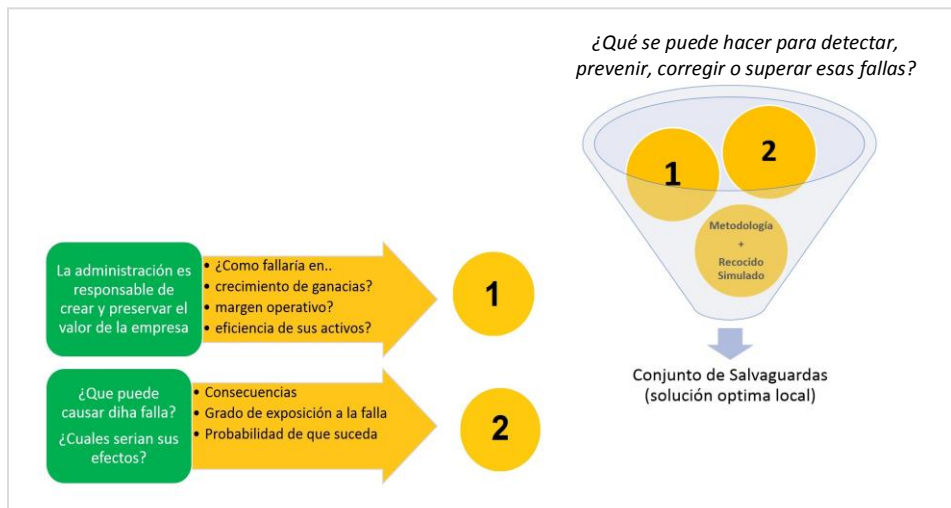 ¿Qué se puede hacer para detectar,
prevenir, corregir o superar esas fallas?
1
2
Metodología
+
Recocido
Simulado
Conjunto de Salvaguardas
(solución optima local)
La administración es
responsable de
crear y preservar el
valor de la empresa
• ¿Como fallaría en..
• crecimiento de ganacias?
• margen operativo?
• eficiencia de sus activos?
1
¿Que puede
causar diha falla?
¿Cuales serian sus
efectos?
• Consecuencias
• Grado de exposición a la falla
• Probabilidad de que suceda
2